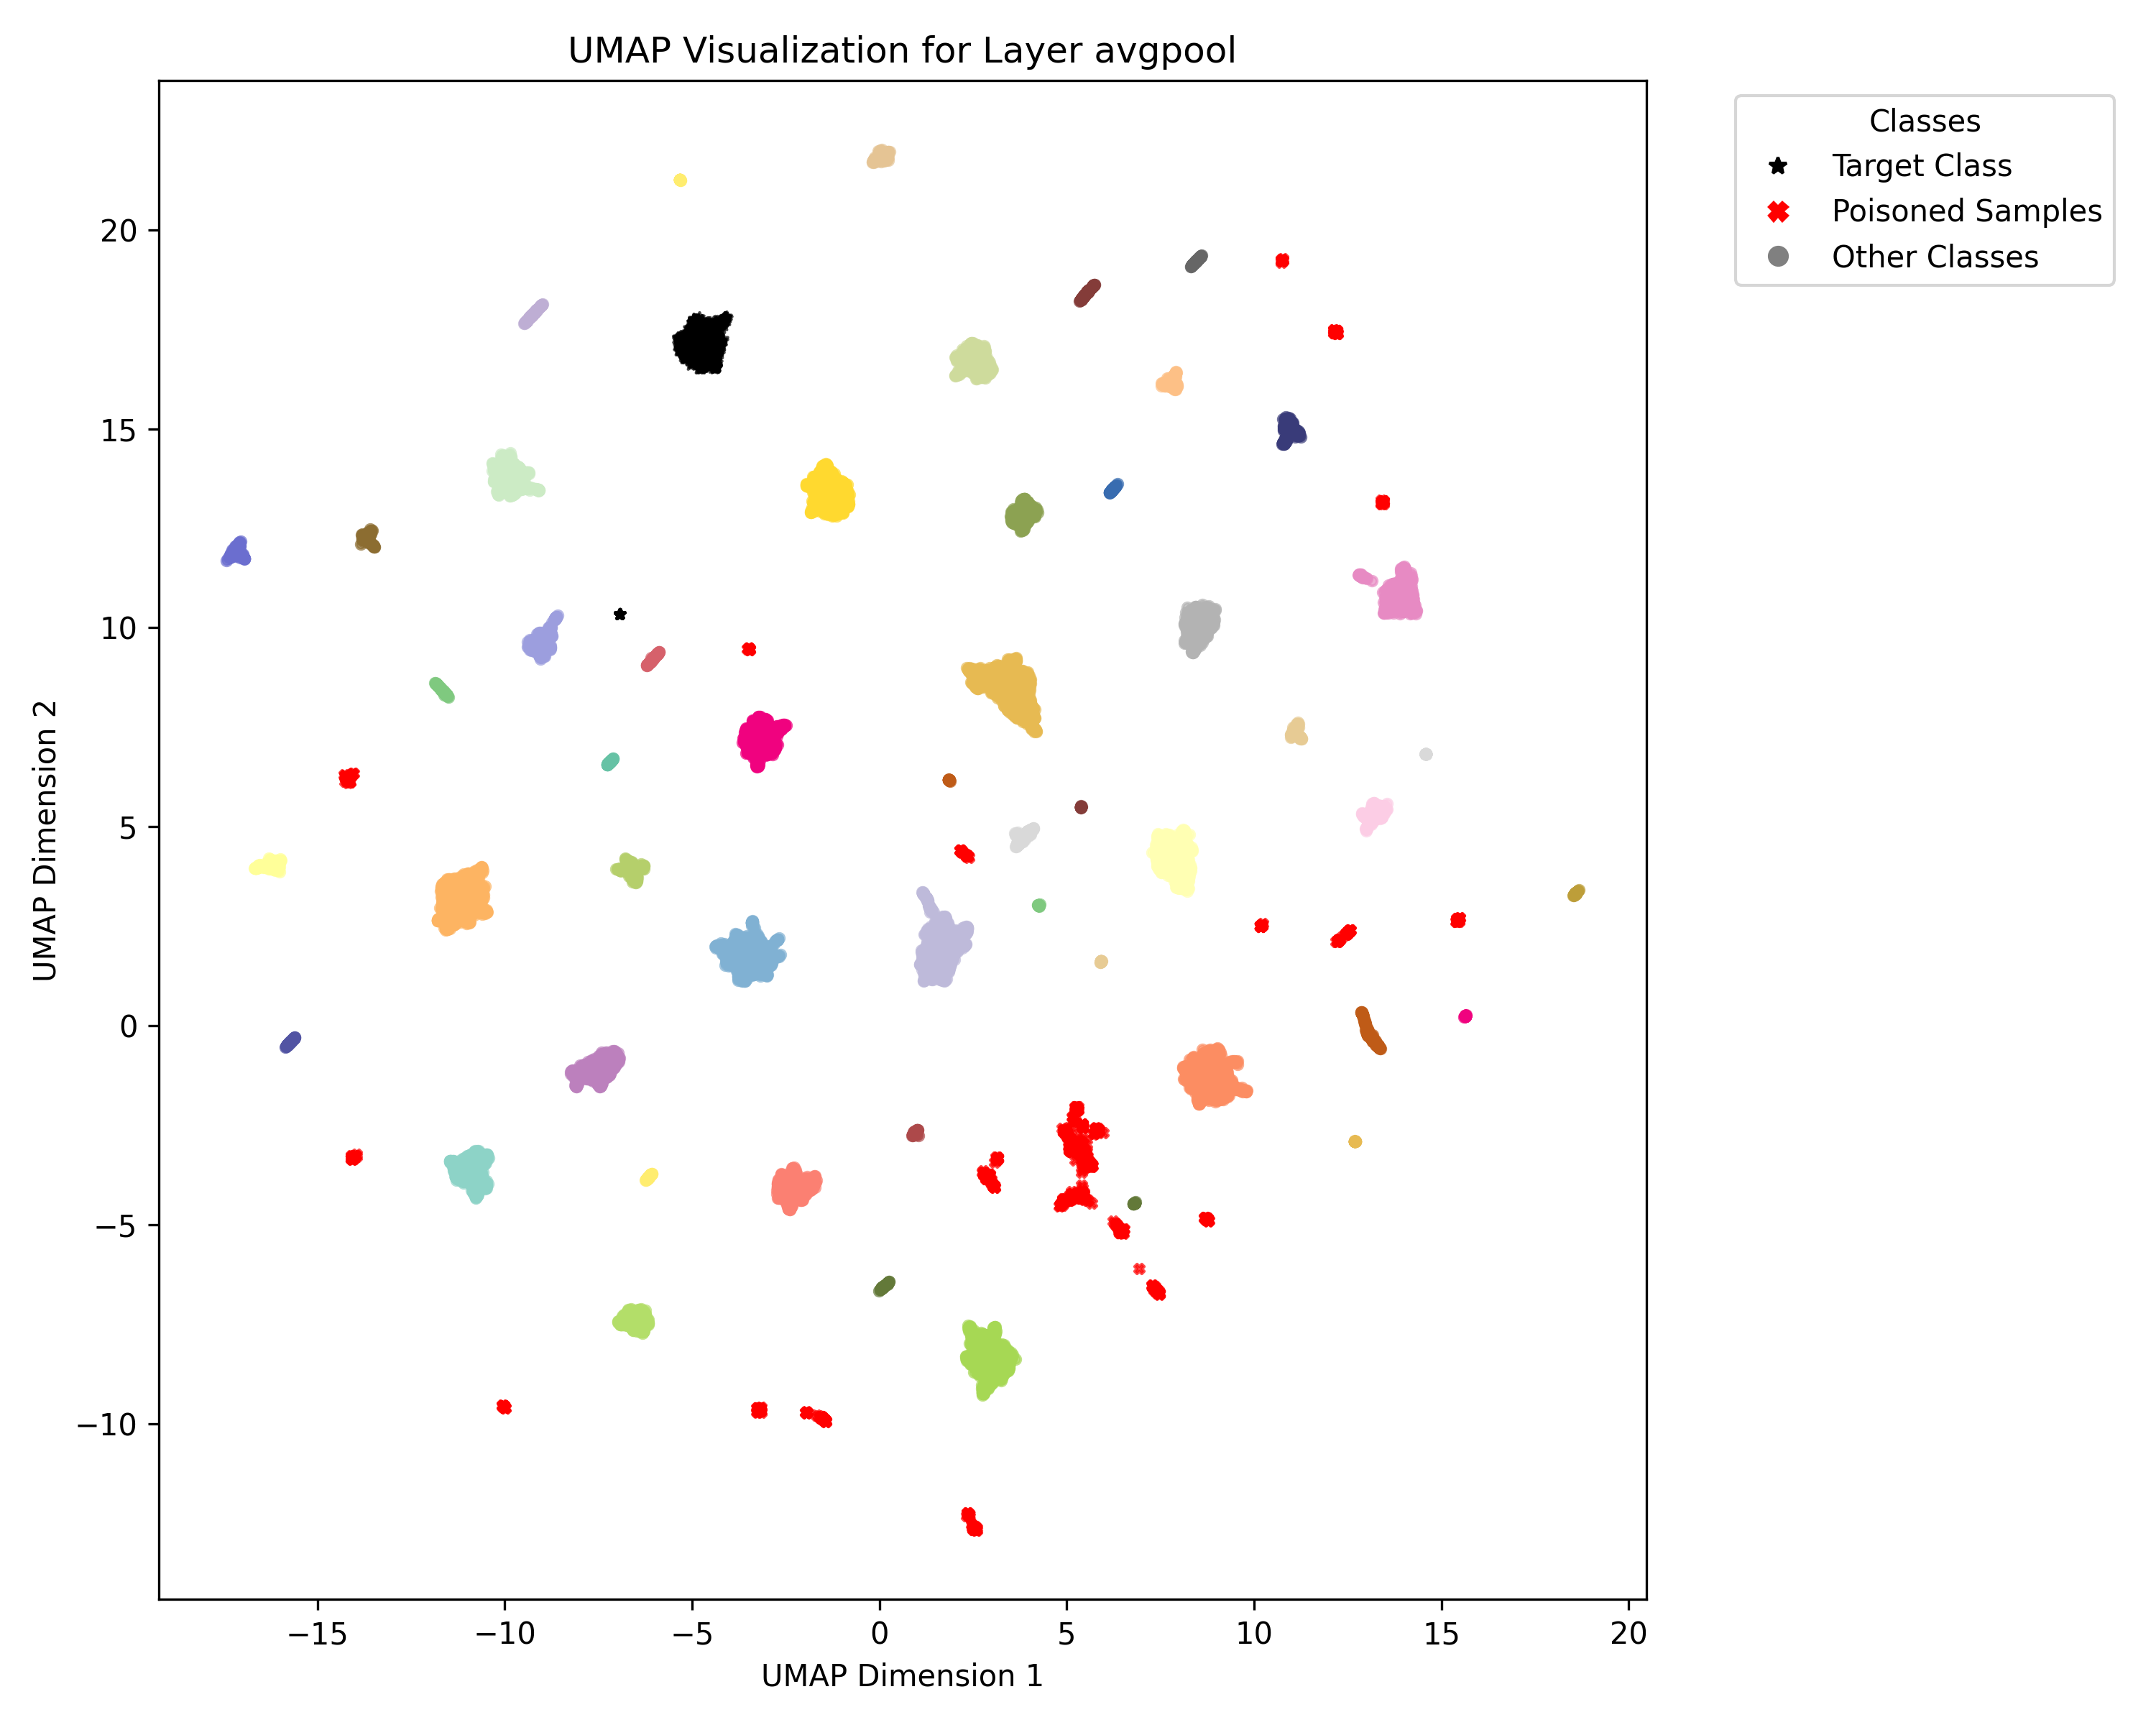 UMAP Visualization for Layer avgpool
Classes
Target Class
Poisoned Samples
Other Classes
20
15
10
5
0
−5
−10
UMAP Dimension 2
−15
−10
−5
0
5
10
15
20
UMAP Dimension 1